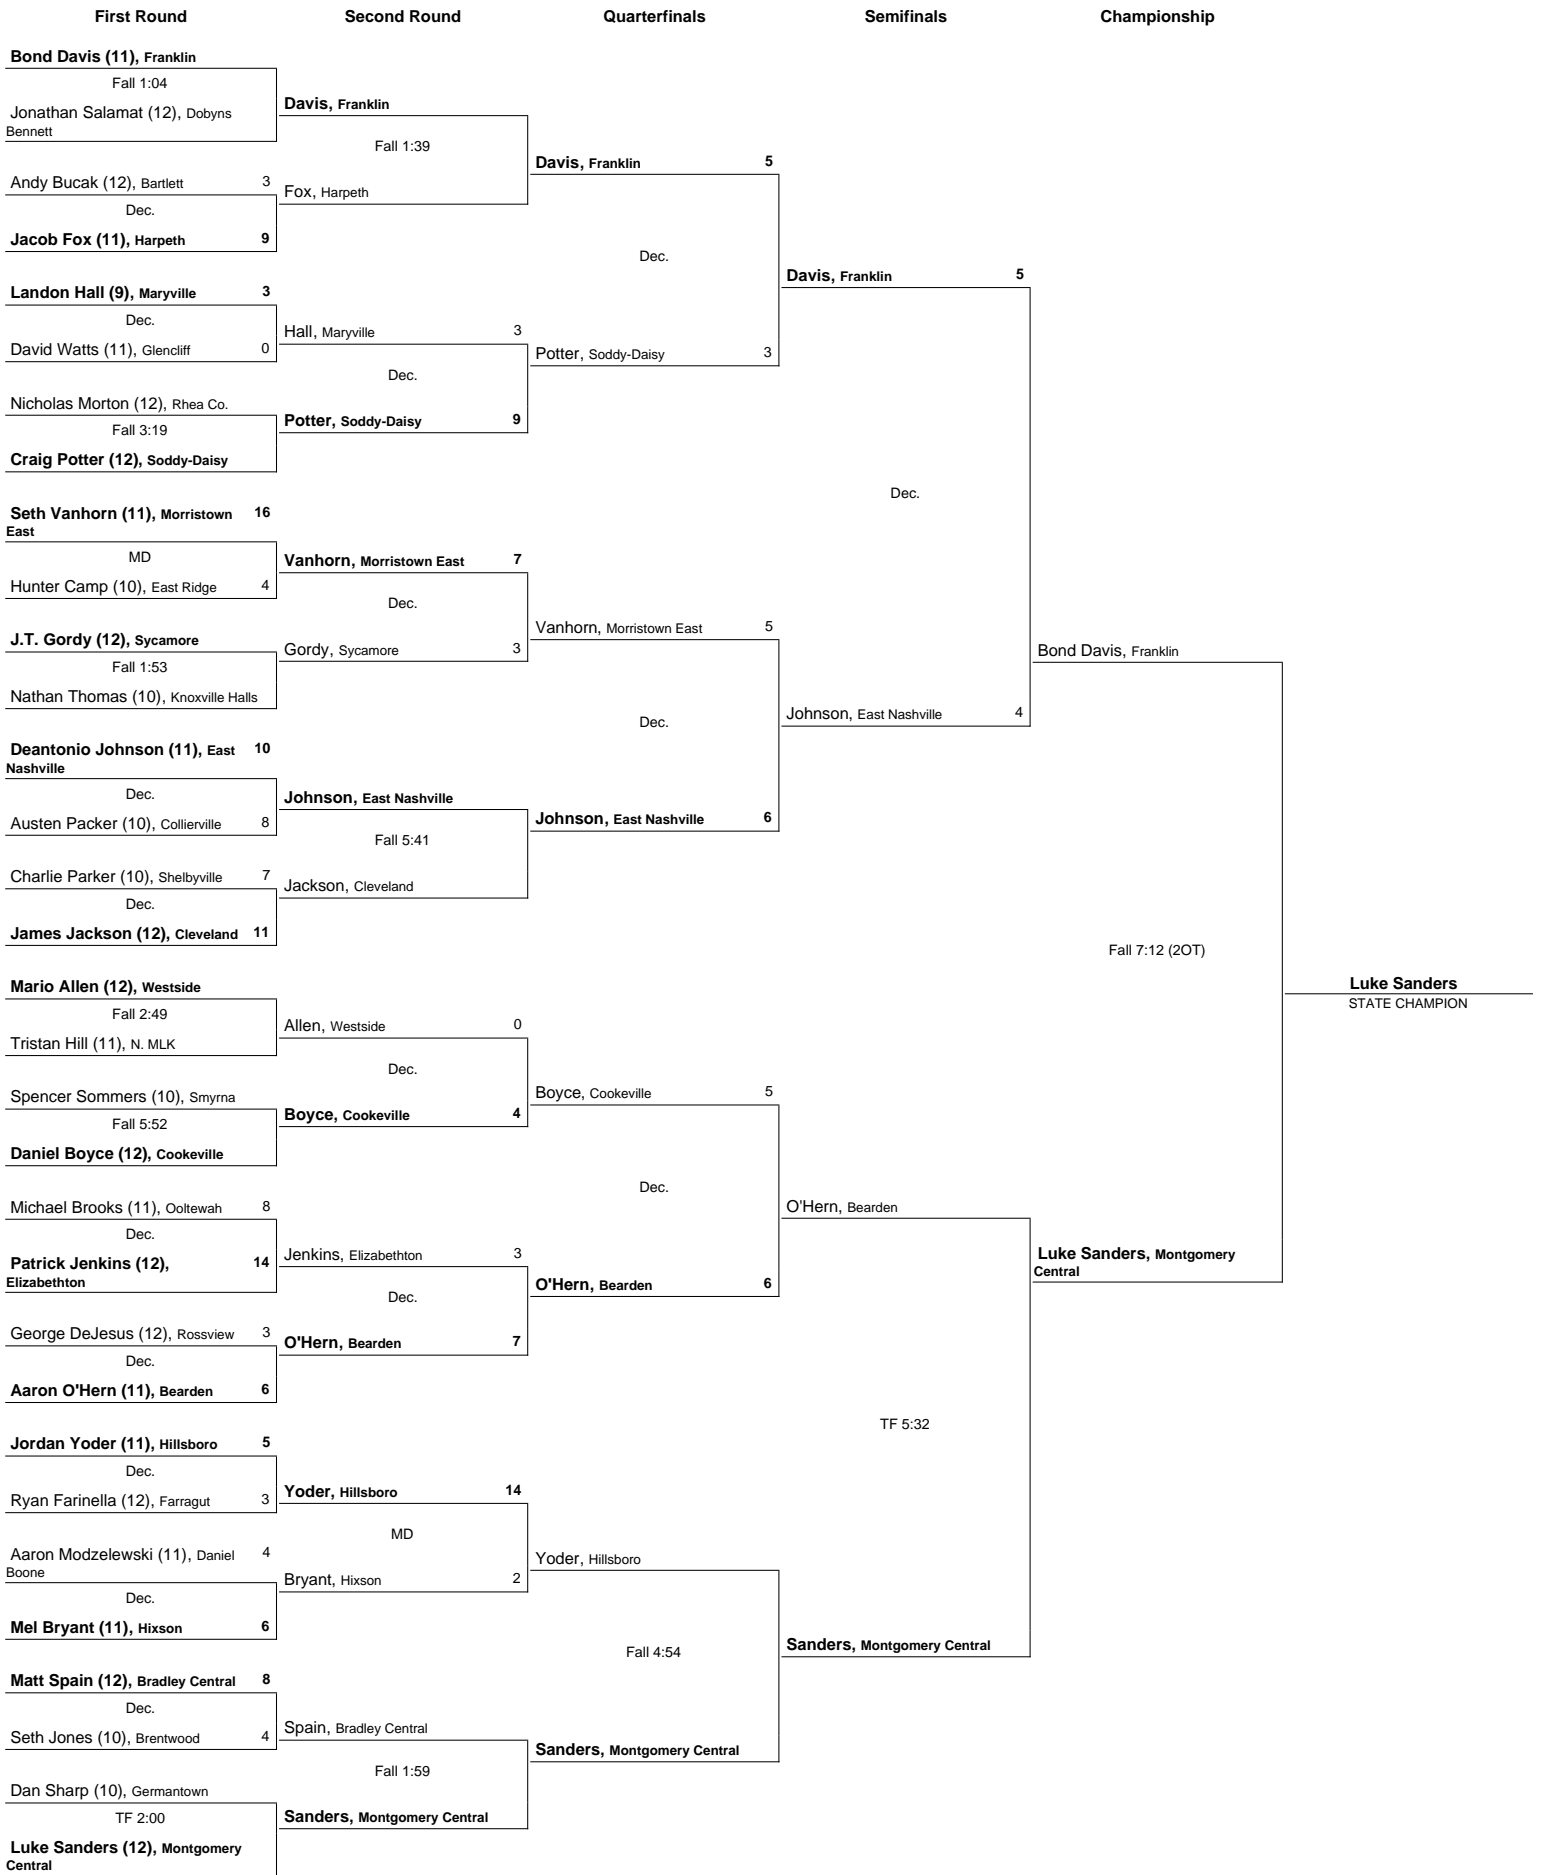 First Round
Second Round
Quarterfinals
Semifinals
Championship
Bond Davis (11), Franklin
Fall 1:04
Jonathan Salamat (12), Dobyns
Bennett
Andy Bucak (12), Bartlett 3
Dec.
Jacob Fox (11), Harpeth 9
Landon Hall (9), Maryville 3
Dec.
David Watts (11), Glencliff 0
Nicholas Morton (12), Rhea Co.
Fall 3:19
Craig Potter (12), Soddy-Daisy
Seth Vanhorn (11), Morristown 16
East
MD
Hunter Camp (10), East Ridge 4
J.T. Gordy (12), Sycamore
Fall 1:53
Nathan Thomas (10), Knoxville Halls
Deantonio Johnson (11), East 10
Nashville
Dec.
Austen Packer (10), Collierville 8
Charlie Parker (10), Shelbyville 7
Dec.
James Jackson (12), Cleveland 11
Mario Allen (12), Westside
Fall 2:49
Tristan Hill (11), N. MLK
Spencer Sommers (10), Smyrna
Fall 5:52
Daniel Boyce (12), Cookeville
Michael Brooks (11), Ooltewah 8
Dec.
Patrick Jenkins (12), 14
Elizabethton
George DeJesus (12), Rossview 3
Dec.
Aaron O'Hern (11), Bearden 6
Jordan Yoder (11), Hillsboro 5
Dec.
Ryan Farinella (12), Farragut 3
Aaron Modzelewski (11), Daniel 4
Boone
Dec.
Mel Bryant (11), Hixson 6
Matt Spain (12), Bradley Central 8
Dec.
Seth Jones (10), Brentwood 4
Dan Sharp (10), Germantown
TF 2:00
Luke Sanders (12), Montgomery
Central
Davis, Franklin
Fall 1:39
Fox, Harpeth
Hall, Maryville 3
Dec.
Potter, Soddy-Daisy 9
Vanhorn, Morristown East 7
Dec.
Gordy, Sycamore 3
Johnson, East Nashville
Fall 5:41
Jackson, Cleveland
Allen, Westside 0
Dec.
Boyce, Cookeville 4
Jenkins, Elizabethton 3
Dec.
O'Hern, Bearden 7
Yoder, Hillsboro 14
MD
Bryant, Hixson 2
Spain, Bradley Central
Fall 1:59
Sanders, Montgomery Central
Davis, Franklin 5
Dec.
Potter, Soddy-Daisy 3
Vanhorn, Morristown East 5
Dec.
Johnson, East Nashville 6
Boyce, Cookeville 5
Dec.
O'Hern, Bearden 6
Yoder, Hillsboro
Fall 4:54
Sanders, Montgomery Central
Davis, Franklin 5
Dec.
Johnson, East Nashville 4
O'Hern, Bearden
TF 5:32
Sanders, Montgomery Central
Bond Davis, Franklin
Fall 7:12 (2OT)
Luke Sanders, Montgomery
Central
Luke Sanders
STATE CHAMPION